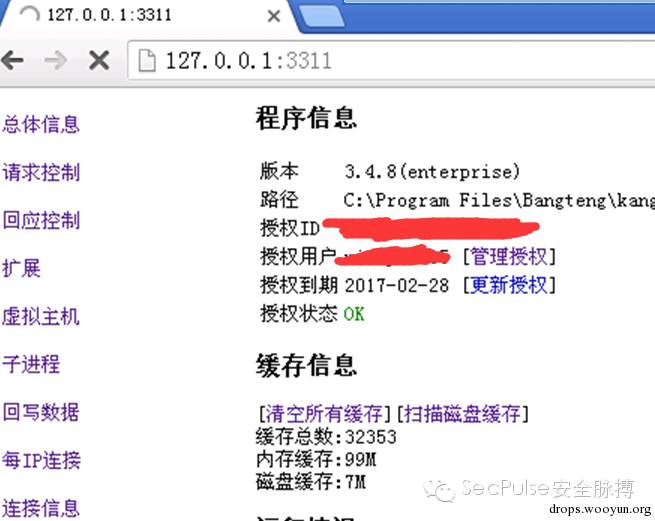 127.0.0.1:3311
127.0.0.1:3311
总体信息
请求控制
回应控制
扩展
虚拟主机
子进程
回写数据
每IP连接
连接信息
程序信息
版本 3.4.8(enterprise)
路径 C:\Program Files\Bangteng\kang
授权ID
授权用户 [管理授权]
授权到期 2017-02-28 [更新授权]
授权状态 OK
缓存信息
[清空所有缓存][扫描磁盘缓存]
缓存总数:32353
内存缓存:99M
磁盘缓存:7M
SecPulse安全脉搏
drops.wooyun.org